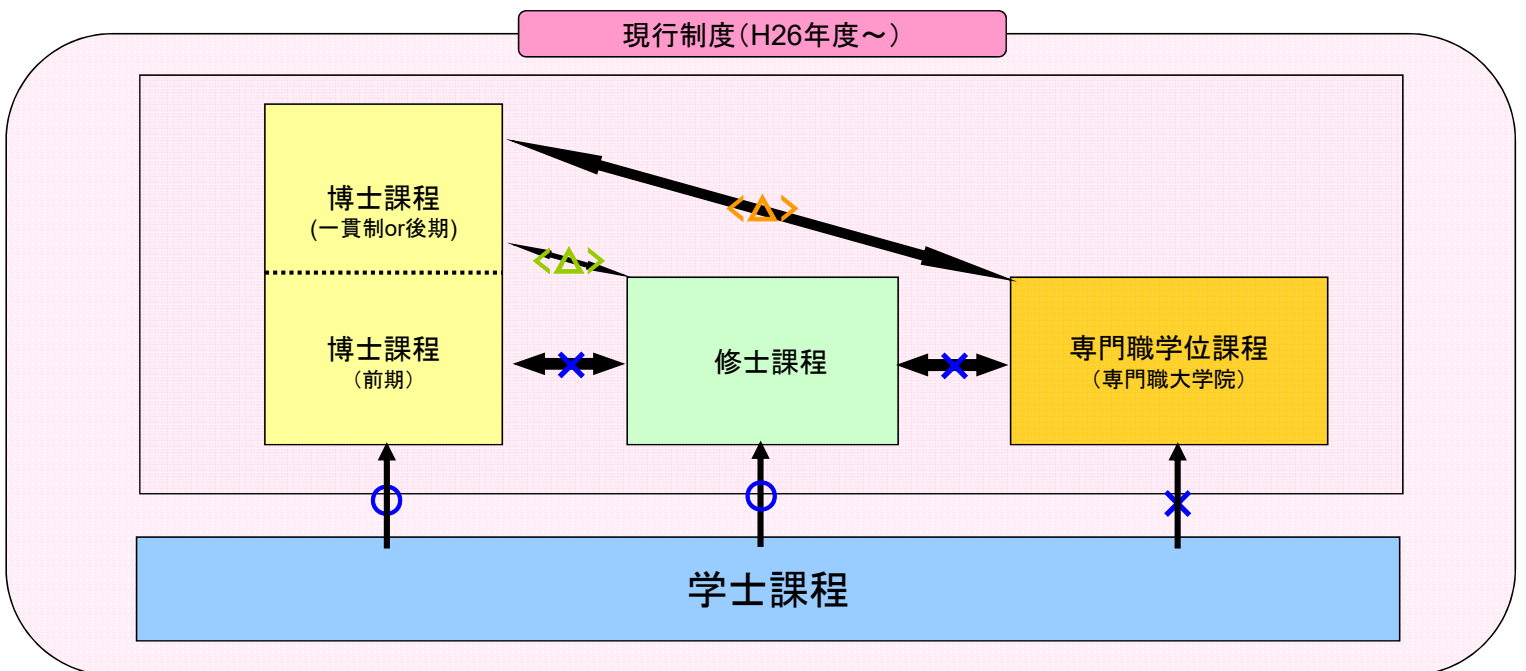 現行制度（H26年度～）
博士課程
(一貫制or後期)
<△>
<△>
博士課程
（前期）
×
修士課程
×
専門職学位課程
（専門職大学院）
○
○
×
学士課程